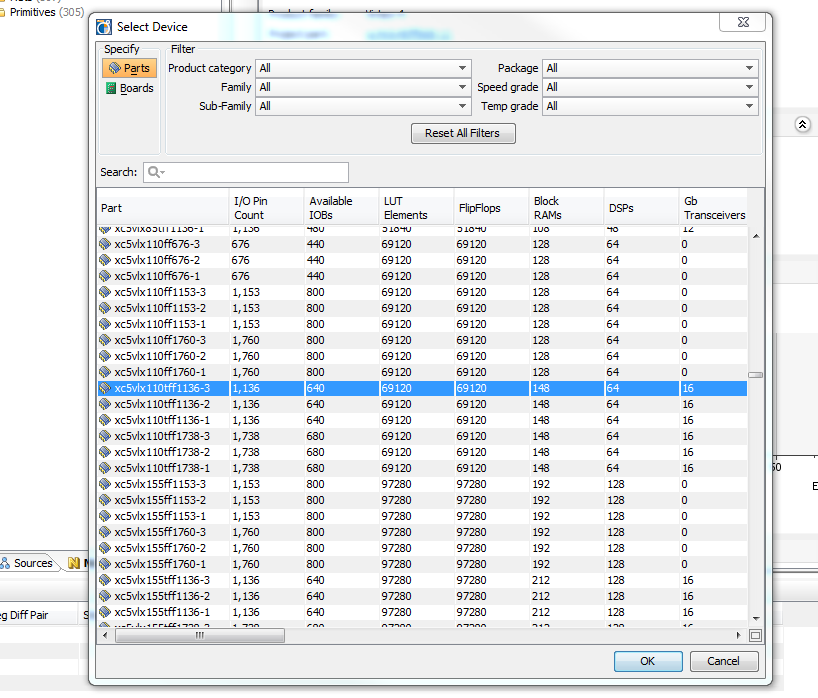 Primitives (305)
Select Device
Specify
Parts
Boards
Filter
Product category All Package All
Family All Speed grade All
Sub-Family All Temp grade All
Reset All Filters
Search:
Part I/O Pin Count Available IOBs LUT Elements FlipFlops Block RAMs DSPs Gb Transceivers
xc5vlx85tff1136-1 1,136 480 51840 51840 108 48 12
xc5vlx110ff676-3 676 440 69120 69120 128 64 0
xc5vlx110ff676-2 676 440 69120 69120 128 64 0
xc5vlx110ff676-1 676 440 69120 69120 128 64 0
xc5vlx110ff1153-3 1,153 800 69120 69120 128 64 0
xc5vlx110ff1153-2 1,153 800 69120 69120 128 64 0
xc5vlx110ff1153-1 1,153 800 69120 69120 128 64 0
xc5vlx110ff1760-3 1,760 800 69120 69120 128 64 0
xc5vlx110ff1760-2 1,760 800 69120 69120 128 64 0
xc5vlx110ff1760-1 1,760 800 69120 69120 128 64 0
xc5vlx110tff1136-3 1,136 640 69120 69120 148 64 16
xc5vlx110tff1136-2 1,136 640 69120 69120 148 64 16
xc5vlx110tff1136-1 1,136 640 69120 69120 148 64 16
xc5vlx110tff1738-3 1,738 680 69120 69120 148 64 16
xc5vlx110tff1738-2 1,738 680 69120 69120 148 64 16
xc5vlx110tff1738-1 1,738 680 69120 69120 148 64 16
xc5vlx155ff1153-3 1,153 800 97280 97280 192 128 0
xc5vlx155ff1153-2 1,153 800 97280 97280 192 128 0
xc5vlx155ff1153-1 1,153 800 97280 97280 192 128 0
xc5vlx155ff1760-3 1,760 800 97280 97280 192 128 0
xc5vlx155ff1760-2 1,760 800 97280 97280 192 128 0
xc5vlx155ff1760-1 1,760 800 97280 97280 192 128 0
xc5vlx155tff1136-3 1,136 640 97280 97280 212 128 16
xc5vlx155tff1136-2 1,136 640 97280 97280 212 128 16
xc5vlx155tff1136-1 1,136 640 97280 97280 212 128 16
xc5vlx155tff1738-3 1,738 680 97280 97280 212 128 16
OK Cancel
Sources
eg Diff Pair